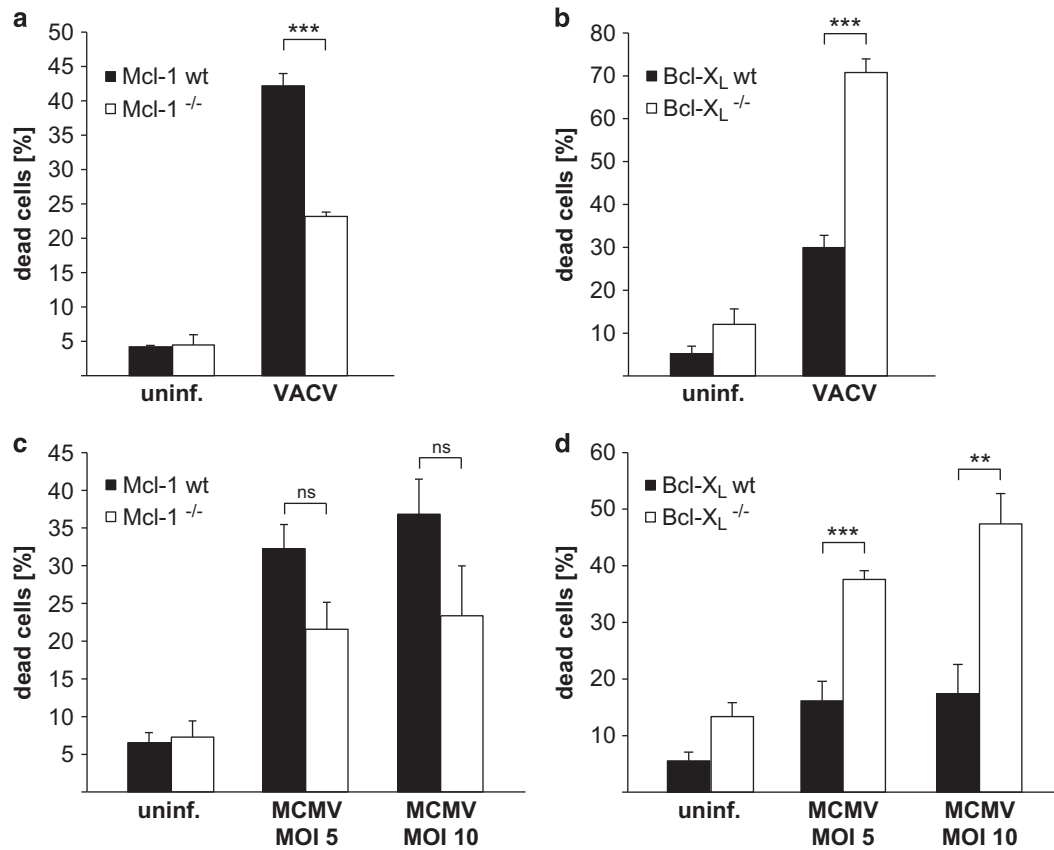 a
50
45
40
35
30
25
20
15
10
5
dead cells [%]
Mcl-1 wt
Mcl-1 -/-
***
uninf.
VACV
b
80
70
60
50
40
30
20
10
dead cells [%]
Bcl-XL wt
Bcl-XL -/-
***
uninf.
VACV
c
45
40
35
30
25
20
15
10
5
dead cells [%]
Mcl-1 wt
Mcl-1 -/-
ns
ns
uninf.
MCMV
MOI 5
MCMV
MOI 10
d
60
50
40
30
20
10
dead cells [%]
Bcl-XL wt
Bcl-XL -/-
***
**
uninf.
MCMV
MOI 5
MCMV
MOI 10